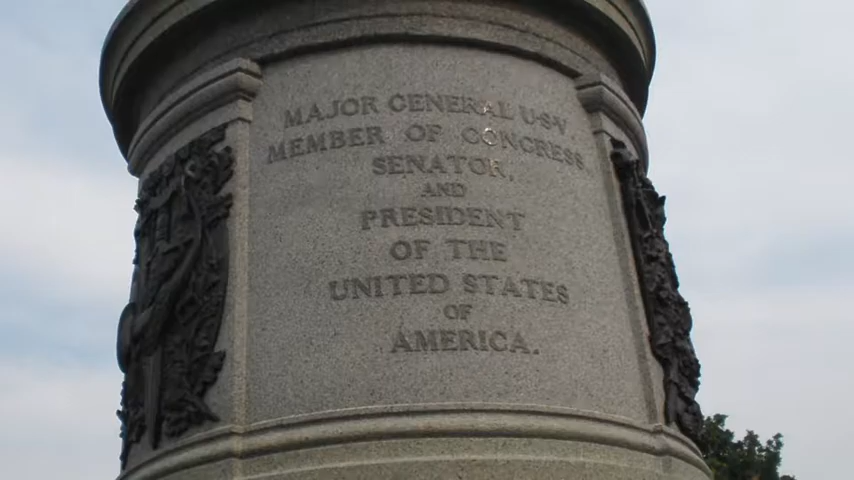 MAJOR GENERAL U·S·V
MEMBER OF CONGRESS,
SENATOR,
AND
PRESIDENT
OF THE
UNITED STATES
OF
AMERICA.